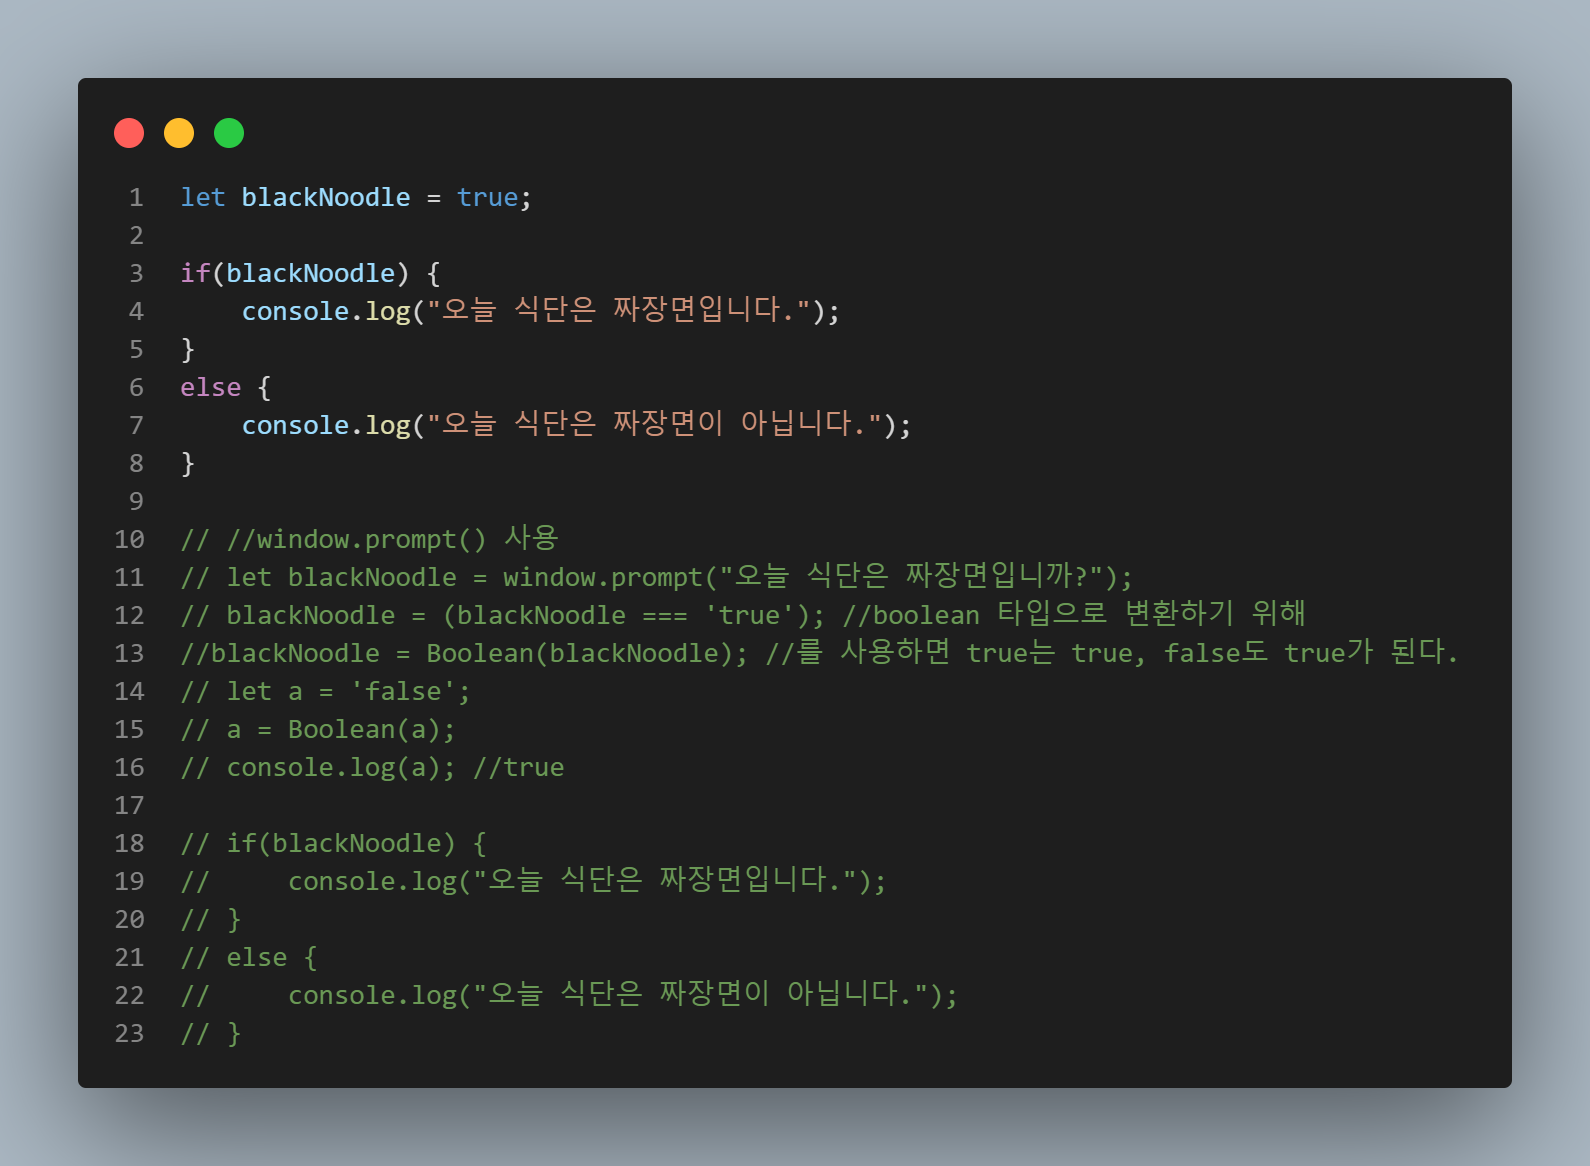 1 let blackNoodle = true;
2
3 if(blackNoodle) {
4     console.log("오늘 식단은 짜장면입니다.");
5 }
6 else {
7     console.log("오늘 식단은 짜장면이 아닙니다.");
8 }
9
10 // //window.prompt() 사용
11 // let blackNoodle = window.prompt("오늘 식단은 짜장면입니까?");
12 // blackNoodle = (blackNoodle === 'true'); //boolean 타입으로 변환하기 위해
13 //blackNoodle = Boolean(blackNoodle); //를 사용하면 true는 true, false도 true가 된다.
14 // let a = 'false';
15 // a = Boolean(a);
16 // console.log(a); //true
17
18 // if(blackNoodle) {
19 //     console.log("오늘 식단은 짜장면입니다.");
20 // }
21 // else {
22 //     console.log("오늘 식단은 짜장면이 아닙니다.");
23 // }